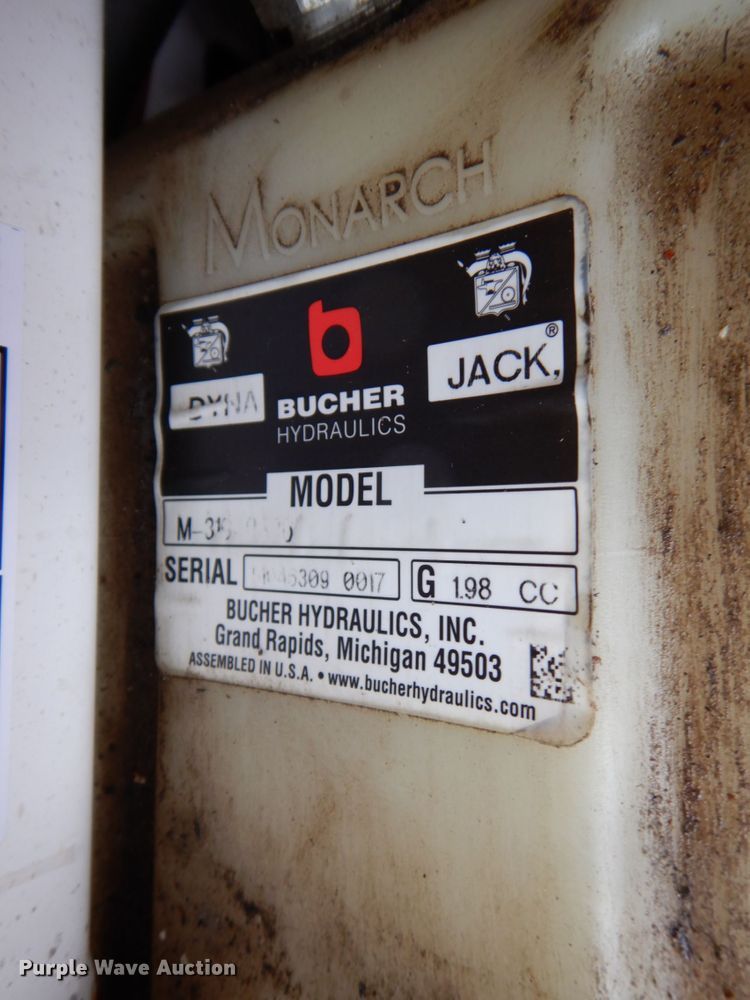 MONARCH
DYNA JACK, ®
BUCHER
HYDRAULICS
MODEL
SERIAL 0017 G 1.98 CC
BUCHER HYDRAULICS, INC.
Grand Rapids, Michigan 49503
ASSEMBLED IN U.S.A. • www.bucherhydraulics.com
Purple Wave Auction